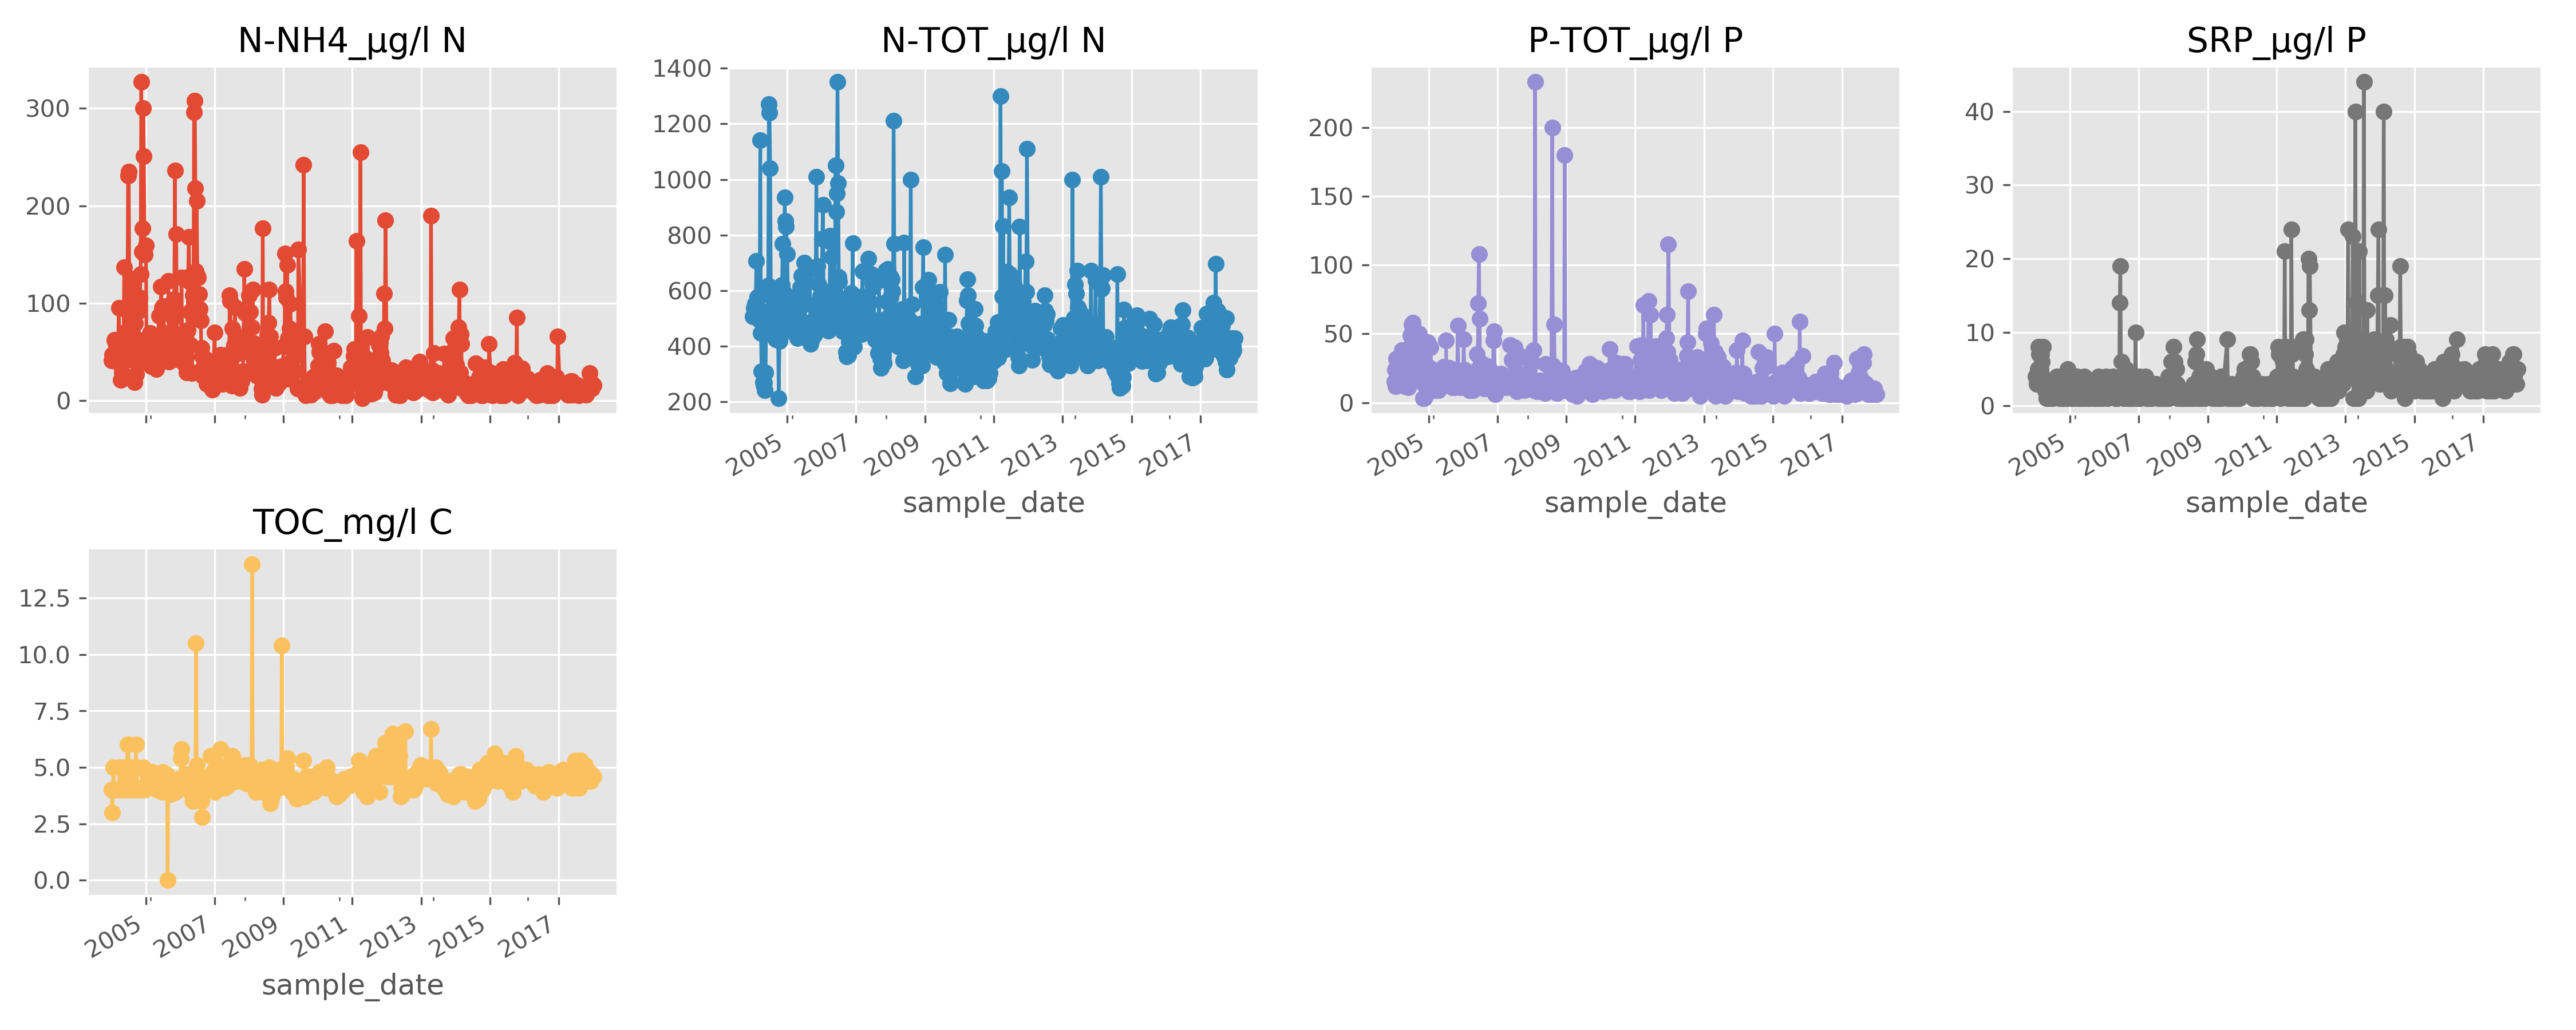 N-NH4_µg/l N
300
200
100
0
N-TOT_µg/l N
1400
1200
1000
800
600
400
200
2005 2007 2009 2011 2013 2015 2017
sample_date
P-TOT_µg/l P
200
150
100
50
0
2005 2007 2009 2011 2013 2015 2017
sample_date
SRP_µg/l P
40
30
20
10
0
2005 2007 2009 2011 2013 2015 2017
sample_date
TOC_mg/l C
12.5
10.0
7.5
5.0
2.5
0.0
2005 2007 2009 2011 2013 2015 2017
sample_date